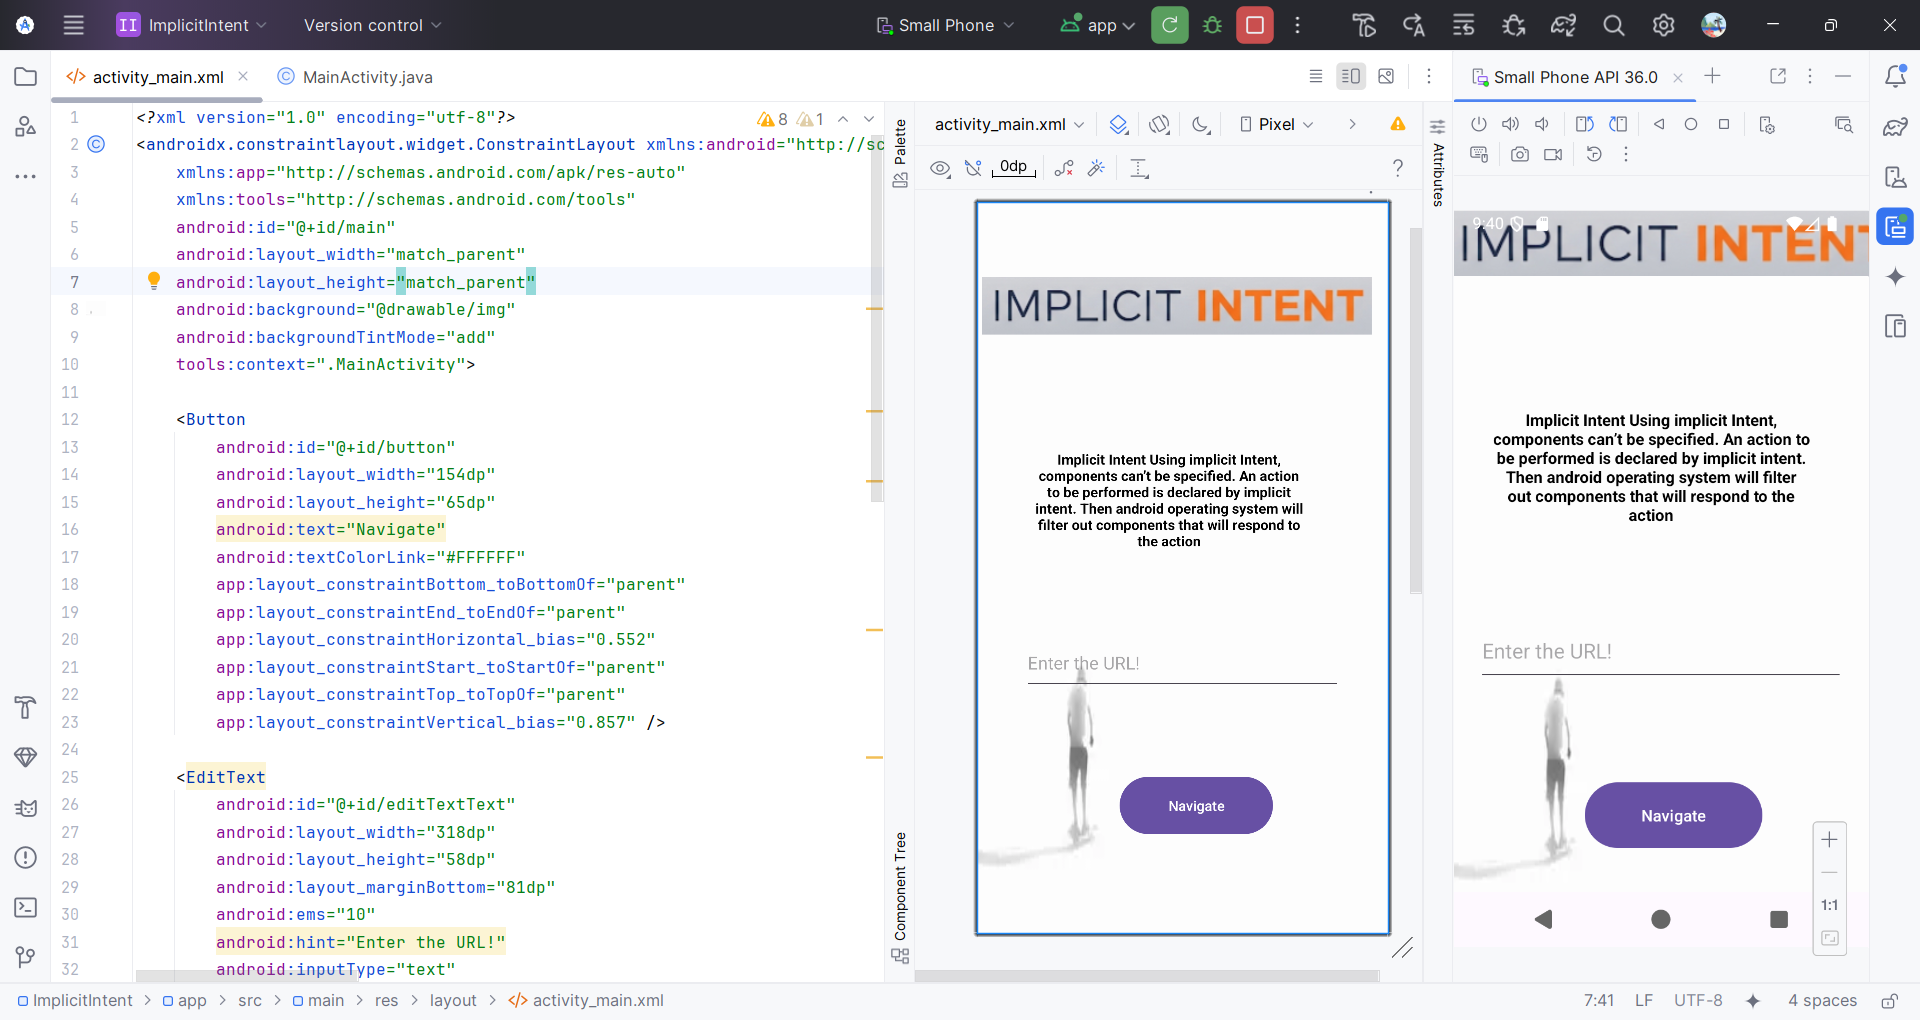 ImplicitIntent
Version control
Small Phone
app
activity_main.xml
MainActivity.java
Small Phone API 36.0
1 <?xml version="1.0" encoding="utf-8"?>
8 1
2 <androidx.constraintlayout.widget.ConstraintLayout xmlns:android="http://sc
3 xmlns:app="http://schemas.android.com/apk/res-auto"
4 xmlns:tools="http://schemas.android.com/tools"
5 android:id="@+id/main"
6 android:layout_width="match_parent"
7 android:layout_height="match_parent"
8 android:background="@drawable/img"
9 android:backgroundTintMode="add"
10 tools:context=".MainActivity">
11
12 <Button
13 android:id="@+id/button"
14 android:layout_width="154dp"
15 android:layout_height="65dp"
16 android:text="Navigate"
17 android:textColorLink="#FFFFFF"
18 app:layout_constraintBottom_toBottomOf="parent"
19 app:layout_constraintEnd_toEndOf="parent"
20 app:layout_constraintHorizontal_bias="0.552"
21 app:layout_constraintStart_toStartOf="parent"
22 app:layout_constraintTop_toTopOf="parent"
23 app:layout_constraintVertical_bias="0.857" />
24
25 <EditText
26 android:id="@+id/editTextText"
27 android:layout_width="318dp"
28 android:layout_height="58dp"
29 android:layout_marginBottom="81dp"
30 android:ems="10"
31 android:hint="Enter the URL!"
32 android:inputType="text"
Palette
Component Tree
activity_main.xml
Pixel
0dp
?
Attributes
IMPLICIT INTENT
Implicit Intent Using implicit Intent,
components can't be specified. An action
to be performed is declared by implicit
intent. Then android operating system will
filter out components that will respond to
the action
Enter the URL!
Navigate
9:40
IMPLICIT INTENT
Implicit Intent Using implicit Intent,
components can't be specified. An action to
be performed is declared by implicit intent.
Then android operating system will filter
out components that will respond to the
action
Enter the URL!
Navigate
1:1
ImplicitIntent > app > src > main > res > layout > activity_main.xml
7:41 LF UTF-8 4 spaces